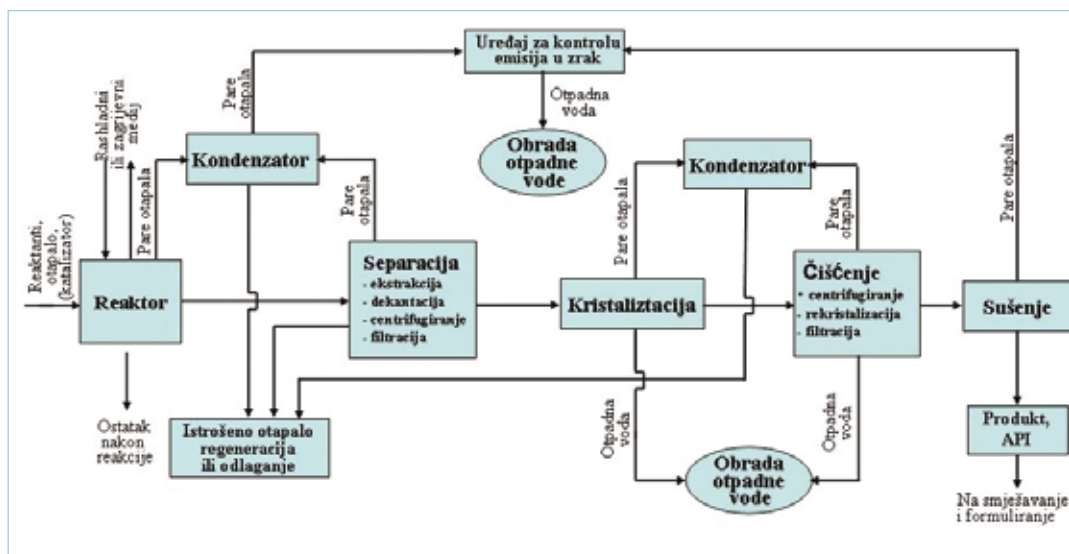 Uređaj za kontrolu
emisija u zrak
Pare
otapala
Otpadna
voda
Obrada
otpadne
vode
Rashladni
ili zagrijevni
medij
Pare otapala
Kondenzator
Pare
otapala
Kondenzator
Pare otapala
Pare
otapala
Pare otapala
Reaktanti,
otapalo,
(katalizator)
Reaktor
Separacija
- ekstrakcija
- dekantacija
- centrifugiranje
- filtracija
Kristaliztacija
Čišćenje
- centrifugiranje
- rekristalizacija
- filtracija
Sušenje
Ostatak
nakon
reakcije
Istrošeno otapalo
regeneracija
ili odlaganje
Otpadna
voda
Obrada
otpadne
vode
Otpadna
voda
Produkt,
API
Na smješavanje
i formuliranje